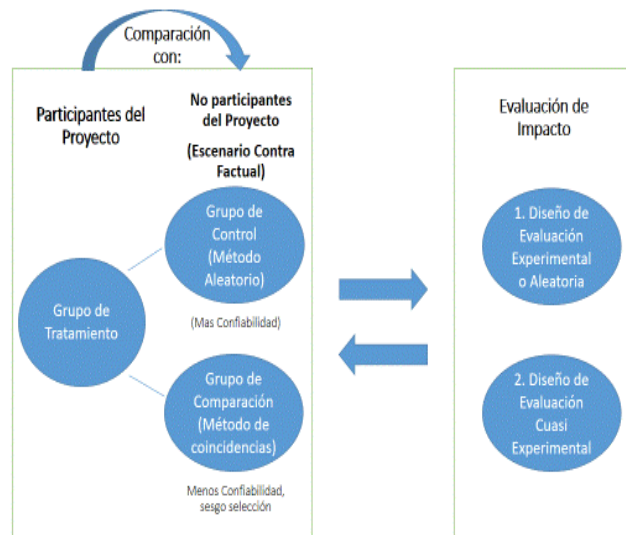 Comparación
con:
Participantes del
Proyecto
No participantes
del Proyecto
(Escenario Contra
Factual)
Grupo de
Control
(Método
Aleatorio)
(Mas Confiabilidad)
Grupo de
Tratamiento
Grupo de
Comparación
(Método de
coincidencias)
Menos Confiabilidad,
sesgo selección
Evaluación de
Impacto
1. Diseño de
Evaluación
Experimental
o Aleatoria
2. Diseño de
Evaluación
Cuasi
Experimental